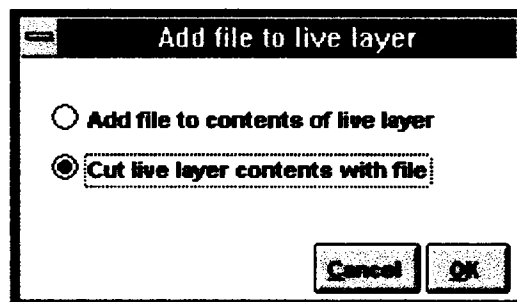 Add file to live layer
Add file to contents of live layer
Cut live layer contents with file
Cancel OK